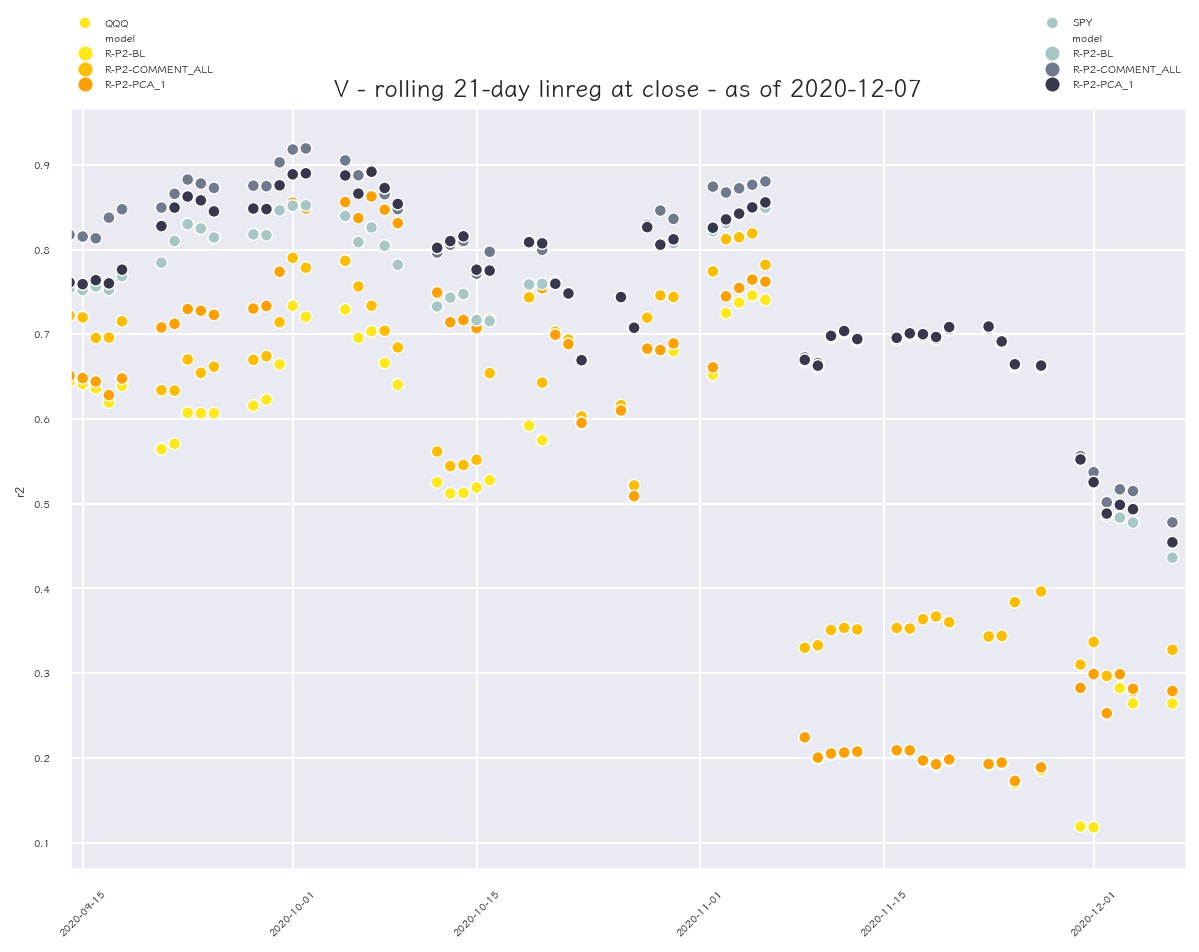 QQQ
model
R-P2-BL
R-P2-COMMENT_ALL
R-P2-PCA_1
SPY
model
R-P2-BL
R-P2-COMMENT_ALL
R-P2-PCA_1
V - rolling 21-day linreg at close - as of 2020-12-07
r2
0.9
0.8
0.7
0.6
0.5
0.4
0.3
0.2
0.1
2020-09-15
2020-10-01
2020-10-15
2020-11-01
2020-11-15
2020-12-01